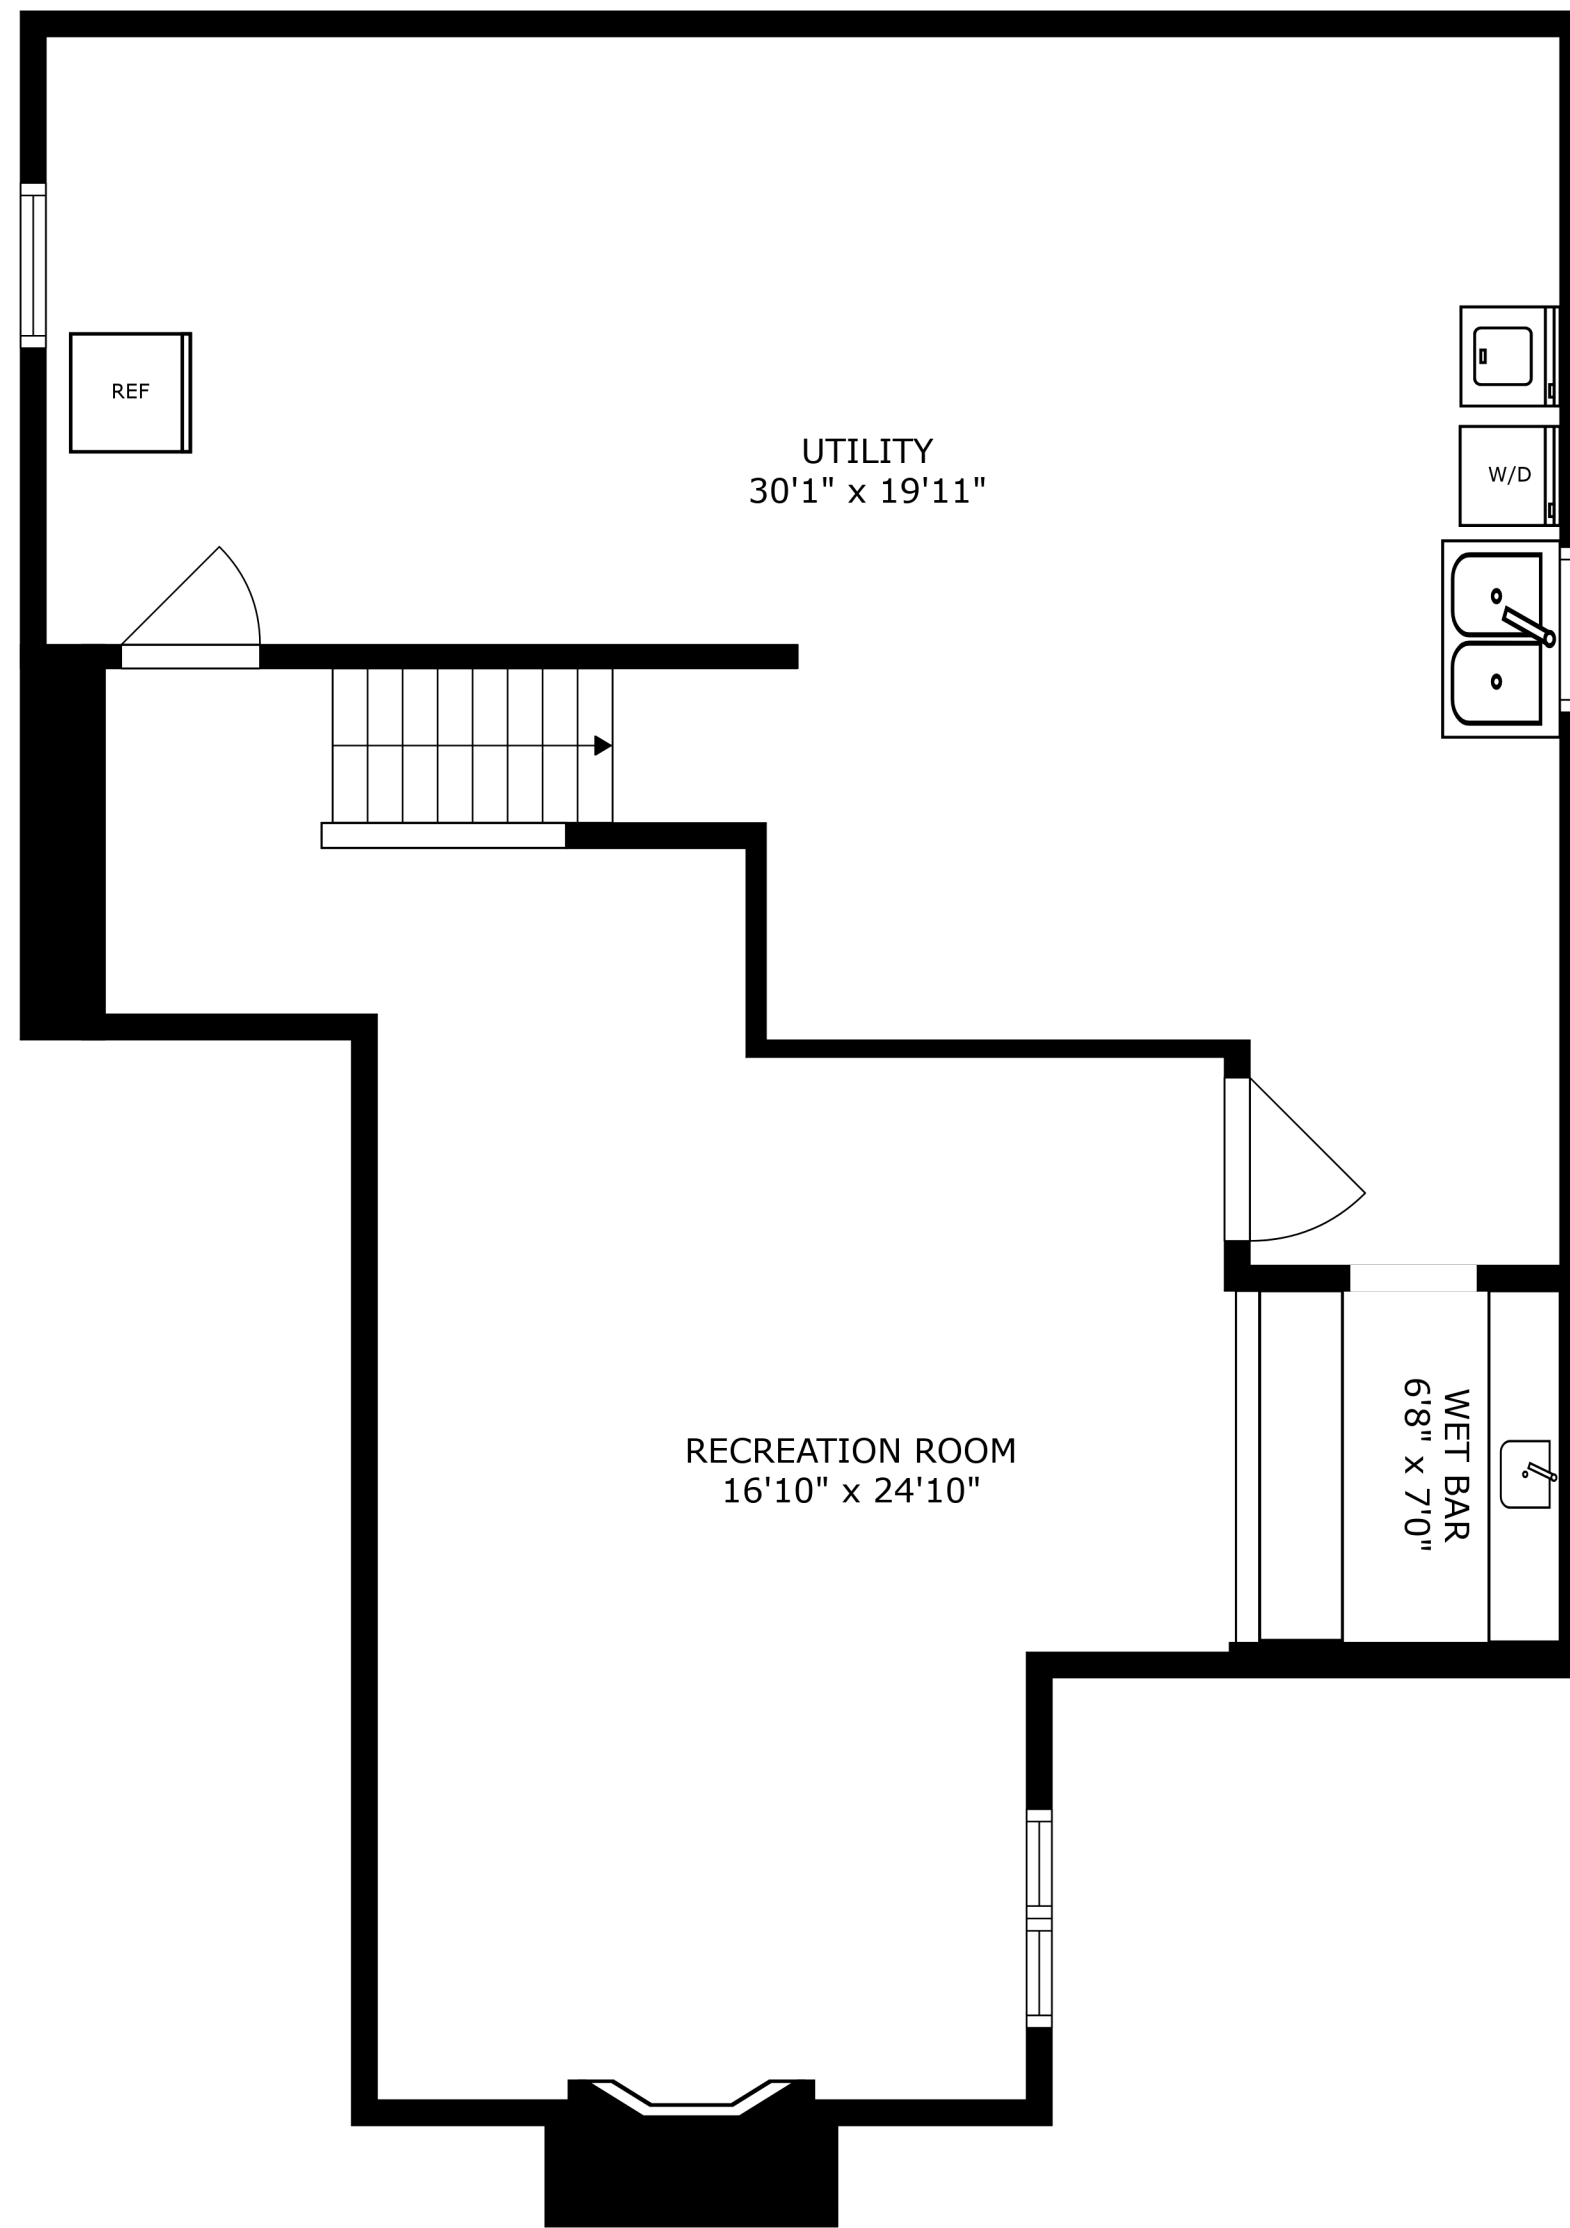 REF
UTILITY
30'1" x 19'11"
W/D
WET BAR
6'8" x 7'0"
RECREATION ROOM
16'10" x 24'10"